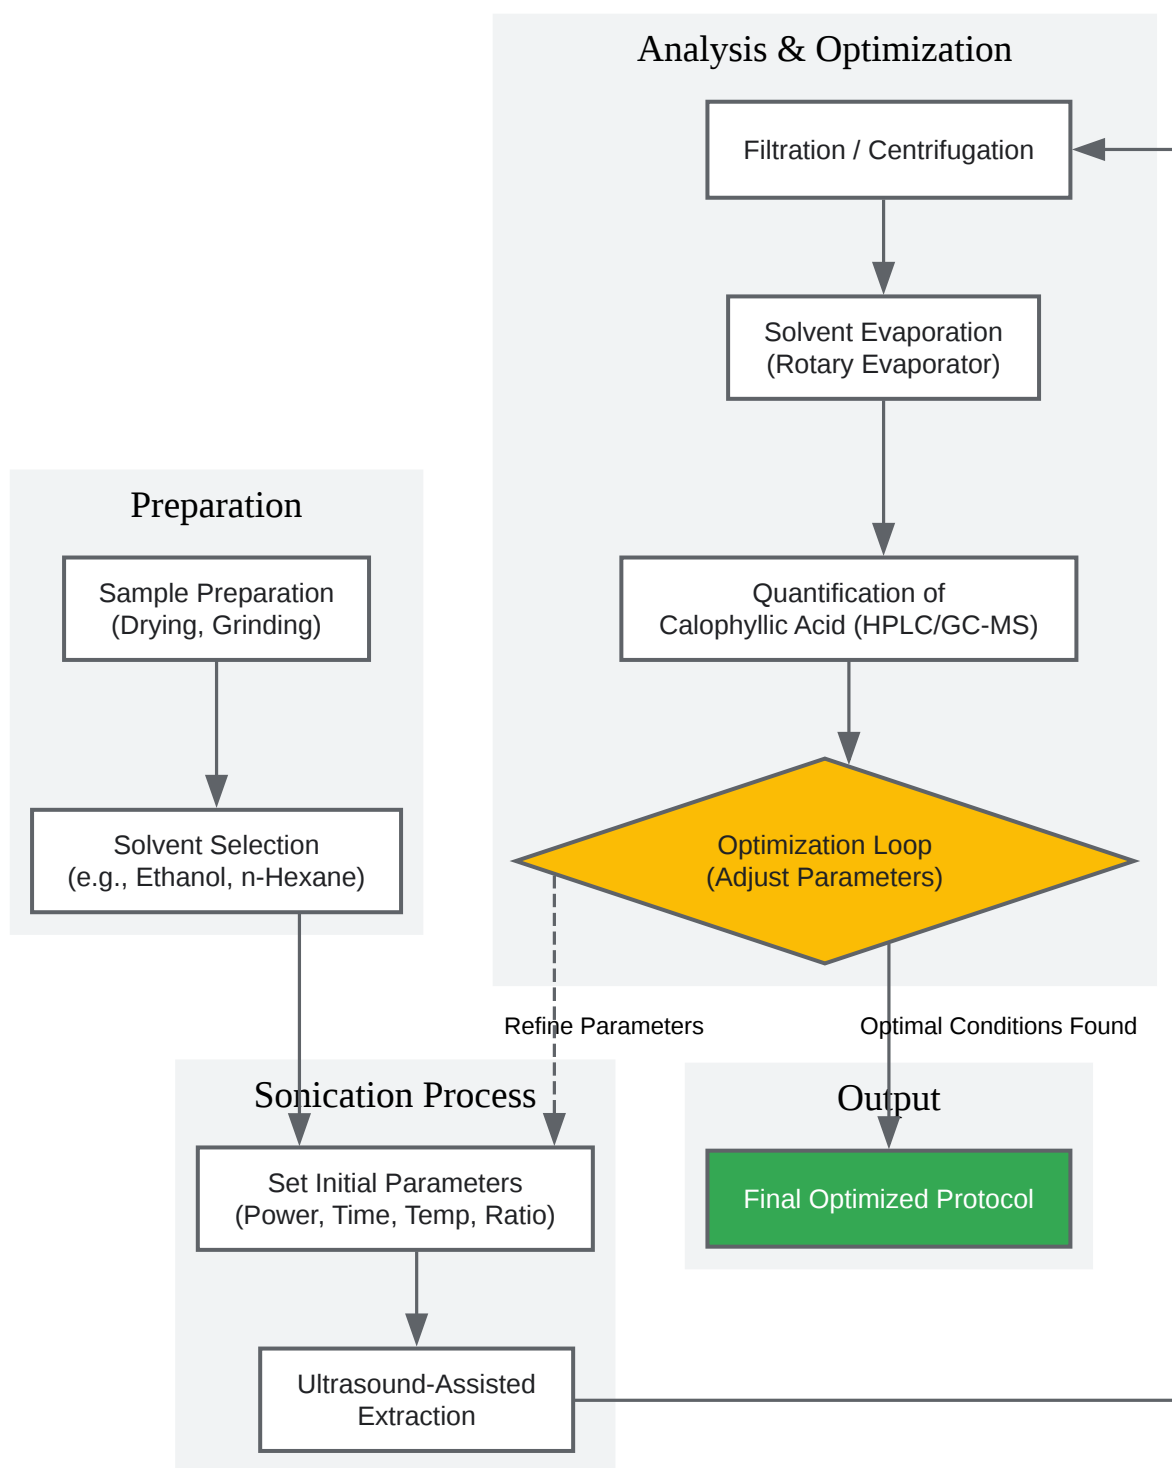 Analysis & Optimization
Filtration / Centrifugation
Solvent Evaporation
(Rotary Evaporator)
Quantification of
Calophyllic Acid (HPLC/GC-MS)
Optimization Loop
(Adjust Parameters)
Preparation
Sample Preparation
(Drying, Grinding)
Solvent Selection
(e.g., Ethanol, n-Hexane)
Refine Parameters
Optimal Conditions Found
Sonication Process
Set Initial Parameters
(Power, Time, Temp, Ratio)
Ultrasound-Assisted
Extraction
Output
Final Optimized Protocol